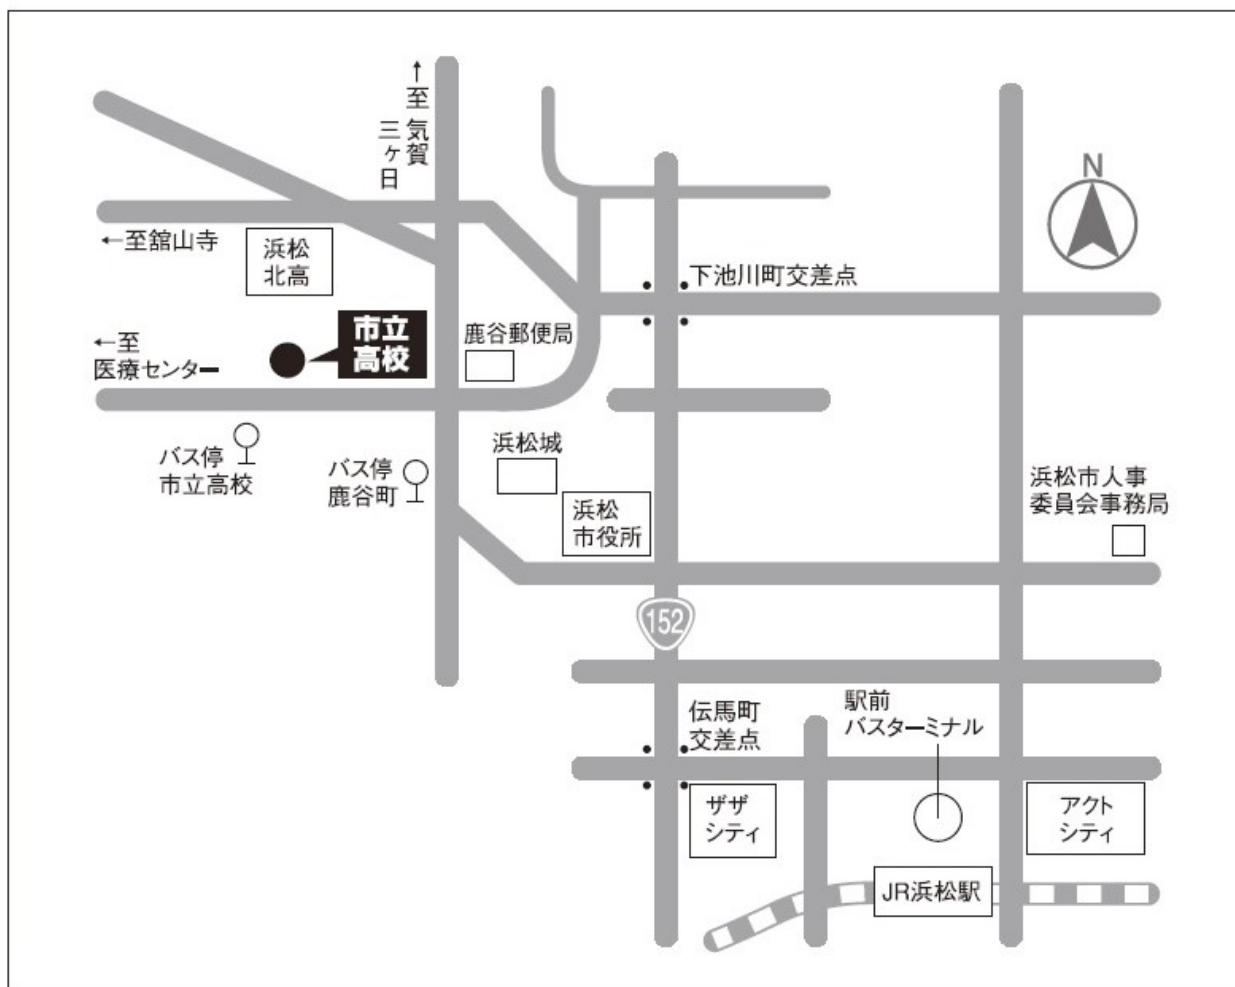 ↑至 気賀
三ヶ日
N
←至舘山寺
浜松
北高
下池川町交差点
市立
高校
鹿谷郵便局
←至
医療センター
バス停
市立高校
バス停
鹿谷町
浜松城
浜松
市役所
浜松市人事
委員会事務局
152
伝馬町
交差点
駅前
バスターミナル
ザザ
シティ
アクト
シティ
JR浜松駅